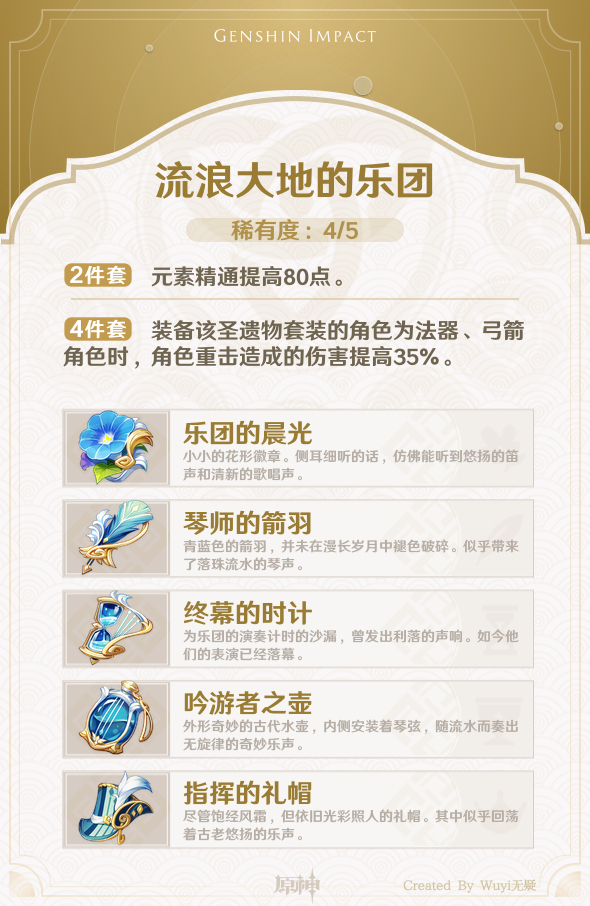 GENSHIN IMPACT
流浪大地的乐团
稀有度：4/5
2件套 元素精通提高80点。
4件套 装备该圣遗物套装的角色为法器、弓箭
角色时，角色重击造成的伤害提高35%。
乐团的晨光
小小的花形徽章。侧耳细听的话，仿佛能听到悠扬的笛
声和清新的歌唱声。
琴师的箭羽
青蓝色的箭羽，并未在漫长岁月中褪色破碎。似乎带来
了落珠流水的琴声。
终幕的时计
为乐团的演奏计时的沙漏，曾发出利落的声响。如今他
们的表演已经落幕。
吟游者之壶
外形奇妙的古代水壶，内侧安装着琴弦，随流水而奏出
无旋律的奇妙乐声。
指挥的礼帽
尽管饱经风霜，但依旧光彩照人的礼帽。其中似乎回荡
着古老悠扬的乐声。
原神
Created By Wuyi无疑